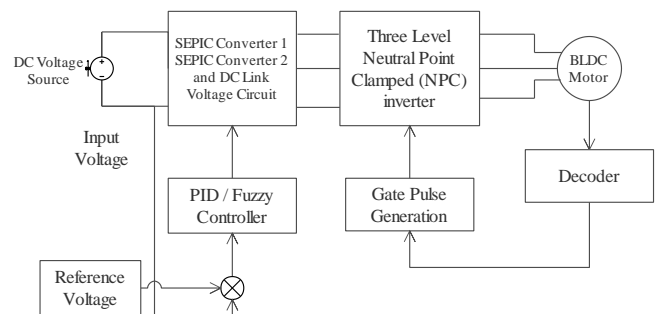 SEPIC Converter 1
SEPIC Converter 2
and DC Link
Voltage Circuit
Three Level
Neutral Point
Clamped (NPC)
inverter
BLDC
Motor
DC Voltage
Source
Input
Voltage
PID / Fuzzy
Controller
Gate Pulse
Generation
Decoder
Reference
Voltage